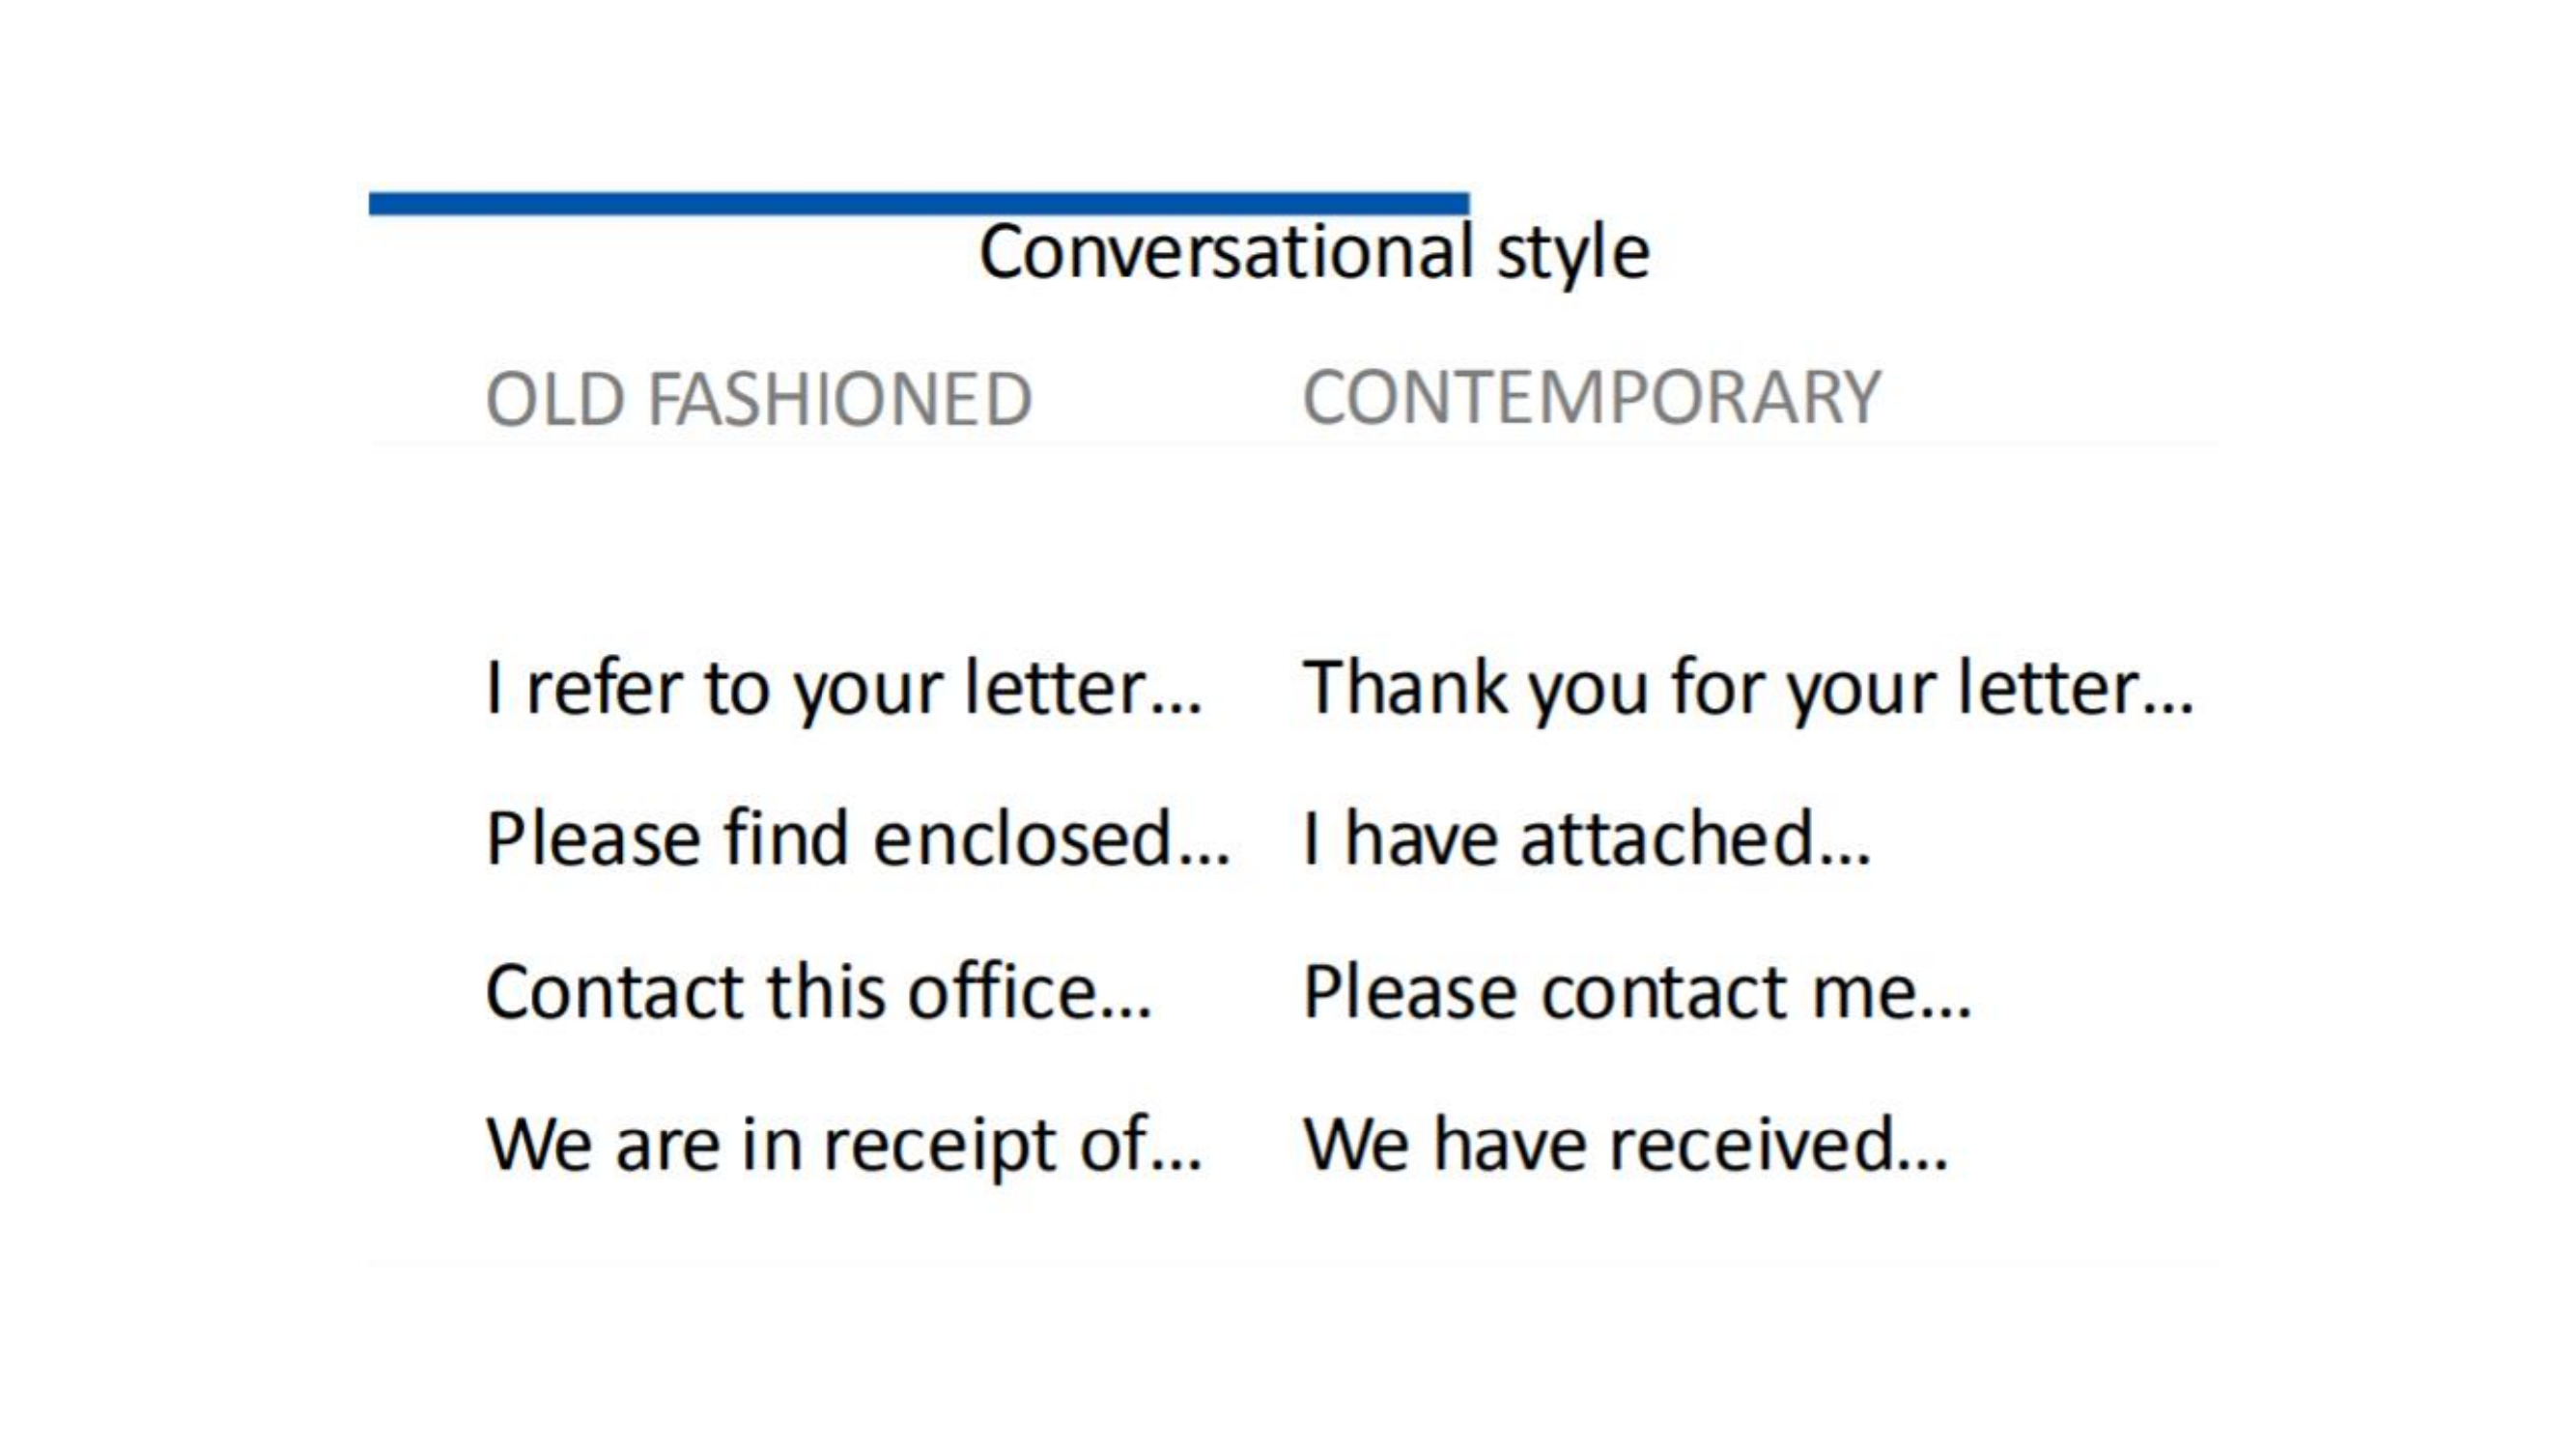 Conversational style
OLD FASHIONED CONTEMPORARY
I refer to your letter... Thank you for your letter...
Please find enclosed... I have attached...
Contact this office... Please contact me...
We are in receipt of... We have received...